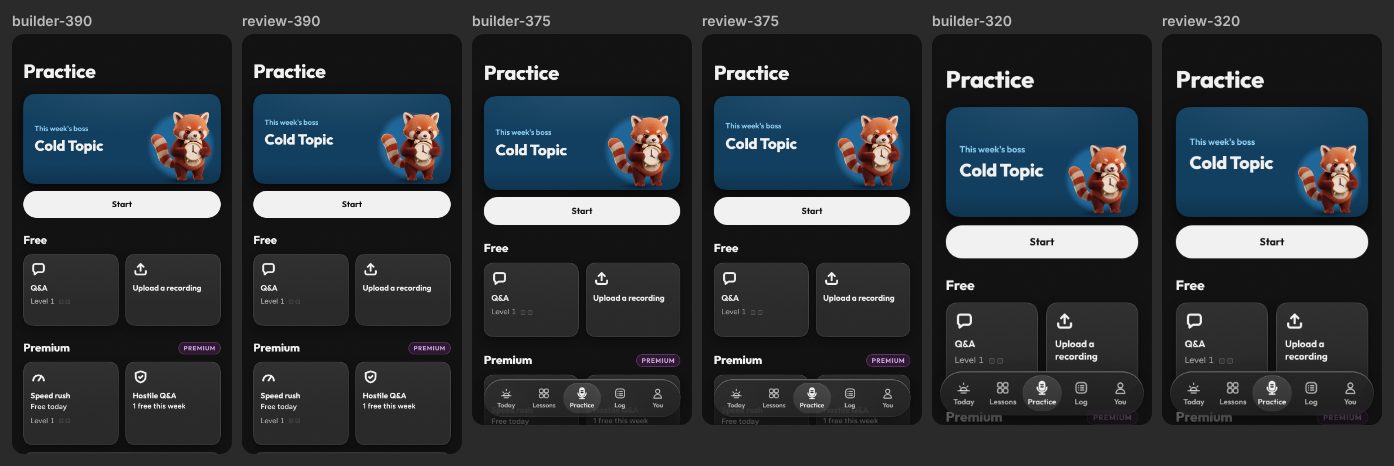 builder-390
Practice
This week's boss
Cold Topic
Start
Free
Q&A
Level 1
Upload a recording
Premium
PREMIUM
Speed rush
Free today
Level 1
Hostile Q&A
1 free this week
review-390
Practice
This week's boss
Cold Topic
Start
Free
Q&A
Level 1
Upload a recording
Premium
PREMIUM
Speed rush
Free today
Level 1
Hostile Q&A
1 free this week
builder-375
Practice
This week's boss
Cold Topic
Start
Free
Q&A
Level 1
Upload a recording
Premium
PREMIUM
Today
Lessons
Practice
Log
You
Free today
1 free this week
review-375
Practice
This week's boss
Cold Topic
Start
Free
Q&A
Level 1
Upload a recording
Premium
PREMIUM
Today
Lessons
Practice
Log
You
Free today
1 free this week
builder-320
Practice
This week's boss
Cold Topic
Start
Free
Q&A
Level 1
Upload a
recording
Today
Lessons
Practice
Log
You
Premium
PREMIUM
review-320
Practice
This week's boss
Cold Topic
Start
Free
Q&A
Level 1
Upload a
recording
Today
Lessons
Practice
Log
You
Premium
PREMIUM